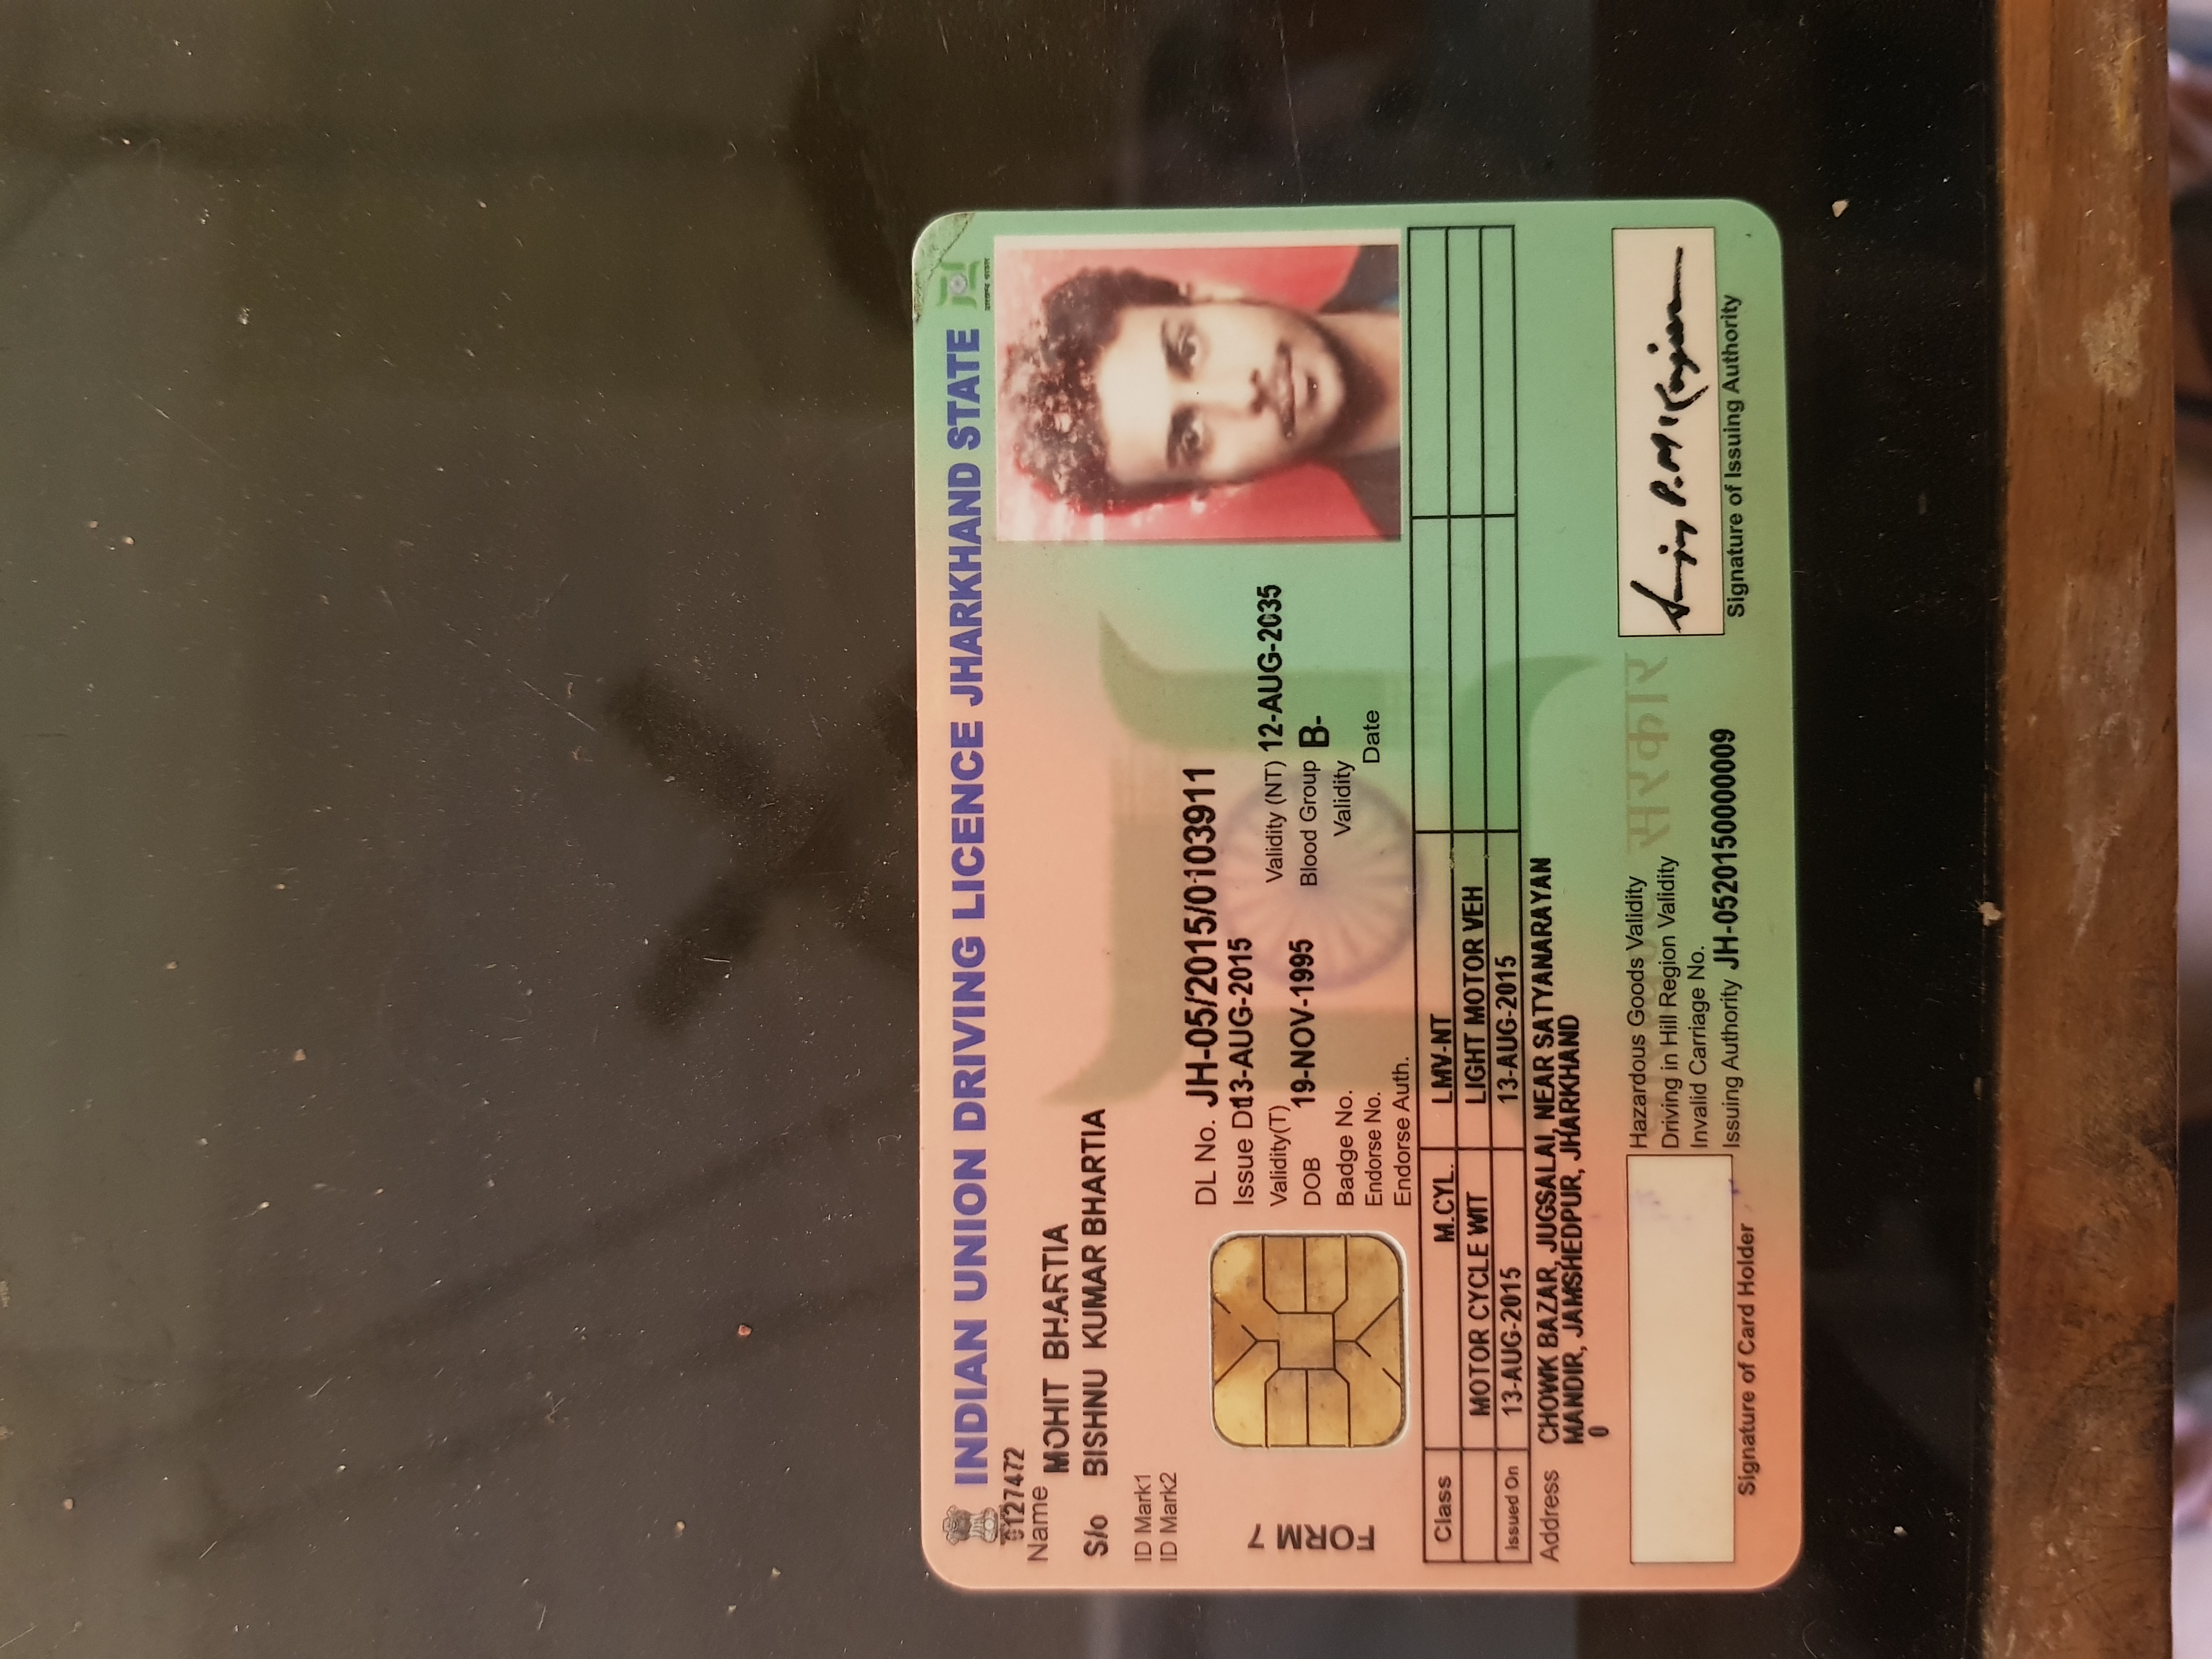 INDIAN UNION DRIVING LICENCE JHARKHAND STATE
0127472
Name MOHIT BHARTIA
S/o BISHNU KUMAR BHARTIA
ID Mark1
ID Mark2
DL No. JH-05/2015/0103911
Issue Dt 13-AUG-2015
Validity(T) Validity (NT) 12-AUG-2035
DOB 19-NOV-1995 Blood Group B-
Badge No. Validity
Endorse No. Date
Endorse Auth.
FORM 7
Class M.CYL. LMV-NT
MOTOR CYCLE WIT LIGHT MOTOR VEH
Issued On 13-AUG-2015 13-AUG-2015
Address CHOWK BAZAR, JUGSALAI, NEAR SATYANARAYAN
MANDIR, JAMSHEDPUR, JHARKHAND
0
सरकार
Hazardous Goods Validity
Driving in Hill Region Validity
Invalid Carriage No.
Issuing Authority JH-0520150000009
Signature of Card Holder
Signature of Issuing Authority